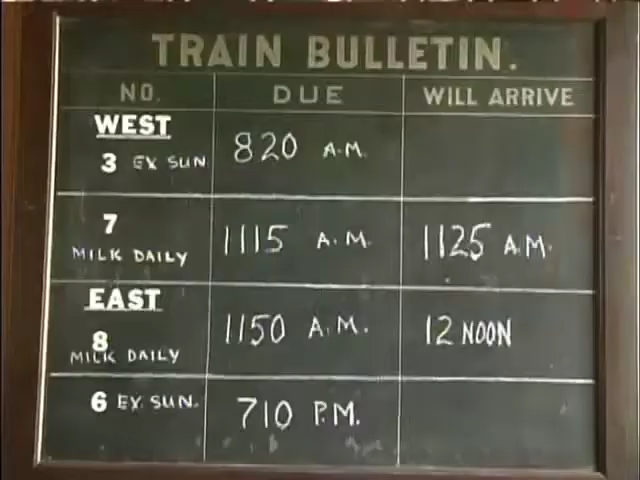 TRAIN BULLETIN.
NO. DUE WILL ARRIVE
WEST
3 EX SUN 820 A.M.
7 1115 A.M. 1125 A.M.
MILK DAILY
EAST
8 1150 A.M. 12 NOON
MILK DAILY
6 EX. SUN. 710 P.M.